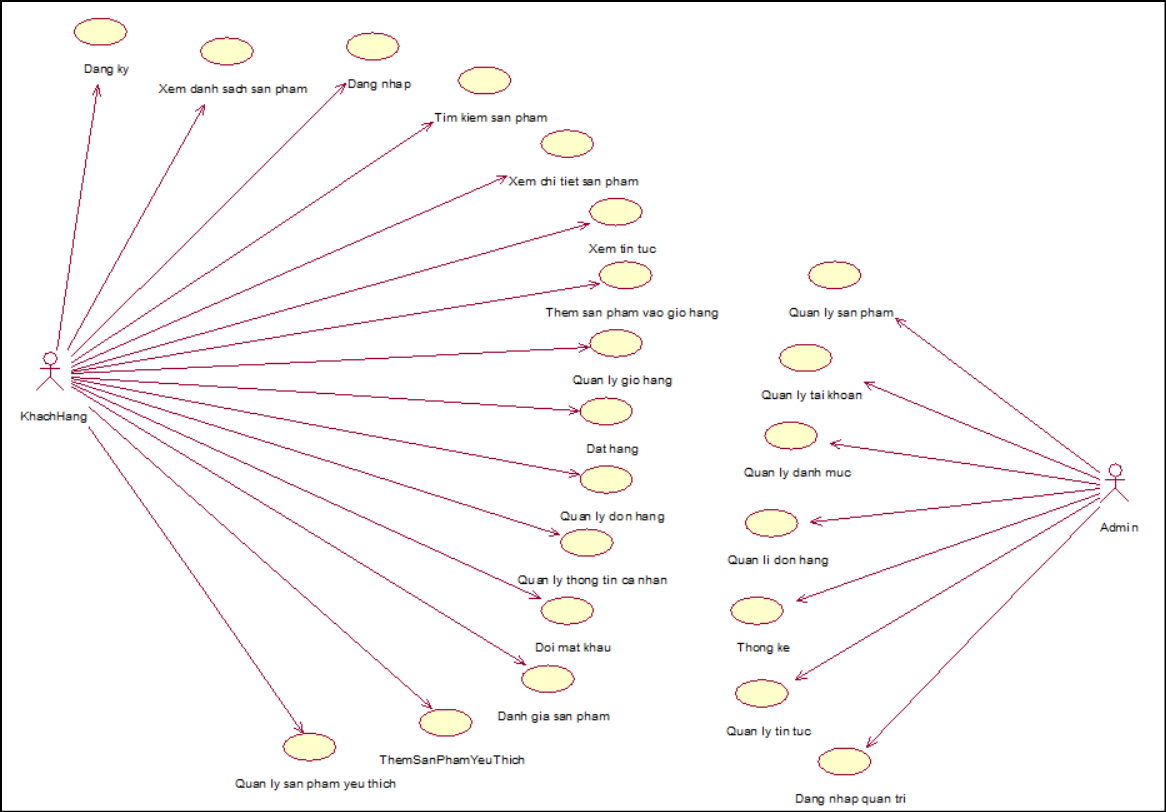 Dang ky
Xem danh sach san pham
Dang nhap
Tim kiem san pham
Xem chi tiet san pham
Xem tin tuc
Them san pham vao gio hang
Quan ly gio hang
Dat hang
Quan ly don hang
Quan ly thong tin ca nhan
Doi mat khau
Danh gia san pham
ThemSanPhamYeuThich
Quan ly san pham yeu thich
KhachHang
Quan ly san pham
Quan ly tai khoan
Quan ly danh muc
Quan li don hang
Thong ke
Quan ly tin tuc
Dang nhap quan tri
Admin